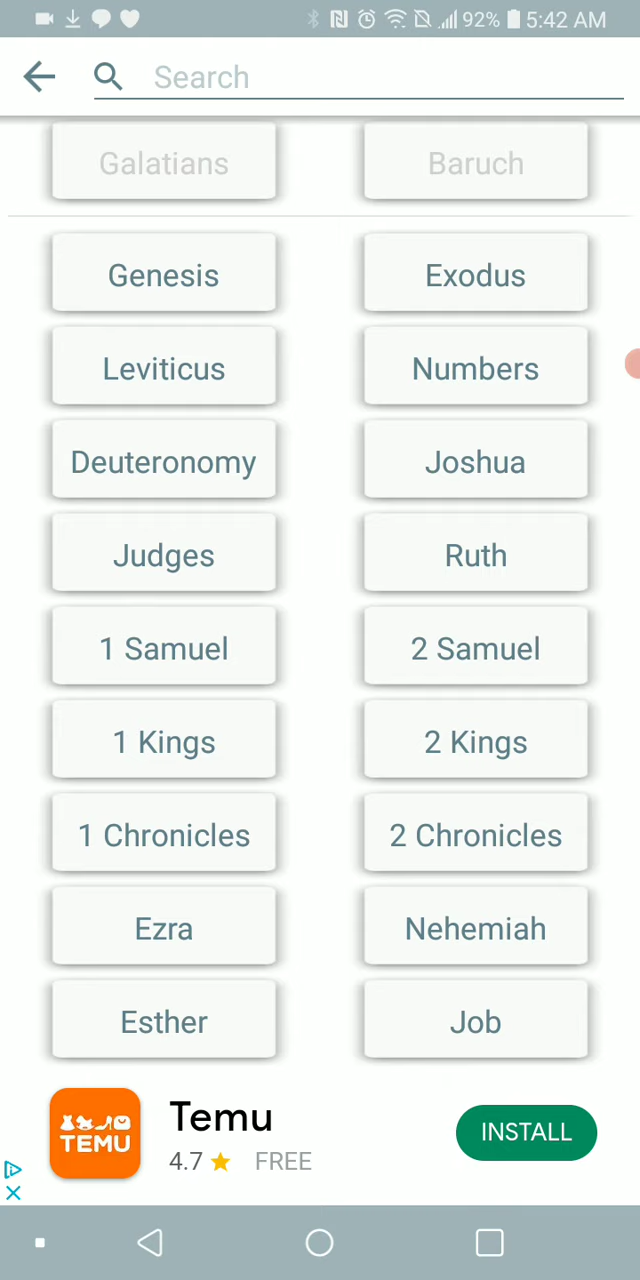 92% 5:42 AM
Search
Galatians Baruch
Genesis Exodus
Leviticus Numbers
Deuteronomy Joshua
Judges Ruth
1 Samuel 2 Samuel
1 Kings 2 Kings
1 Chronicles 2 Chronicles
Ezra Nehemiah
Esther Job
TEMU
Temu
4.7 FREE
INSTALL